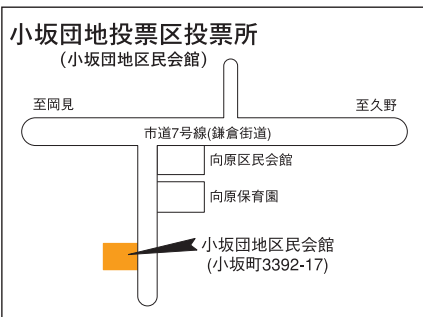 小坂団地投票区投票所
(小坂団地区民会館)
至岡見
至久野
市道7号線(鎌倉街道)
向原区民会館
向原保育園
小坂団地区民会館
(小坂町3392-17)